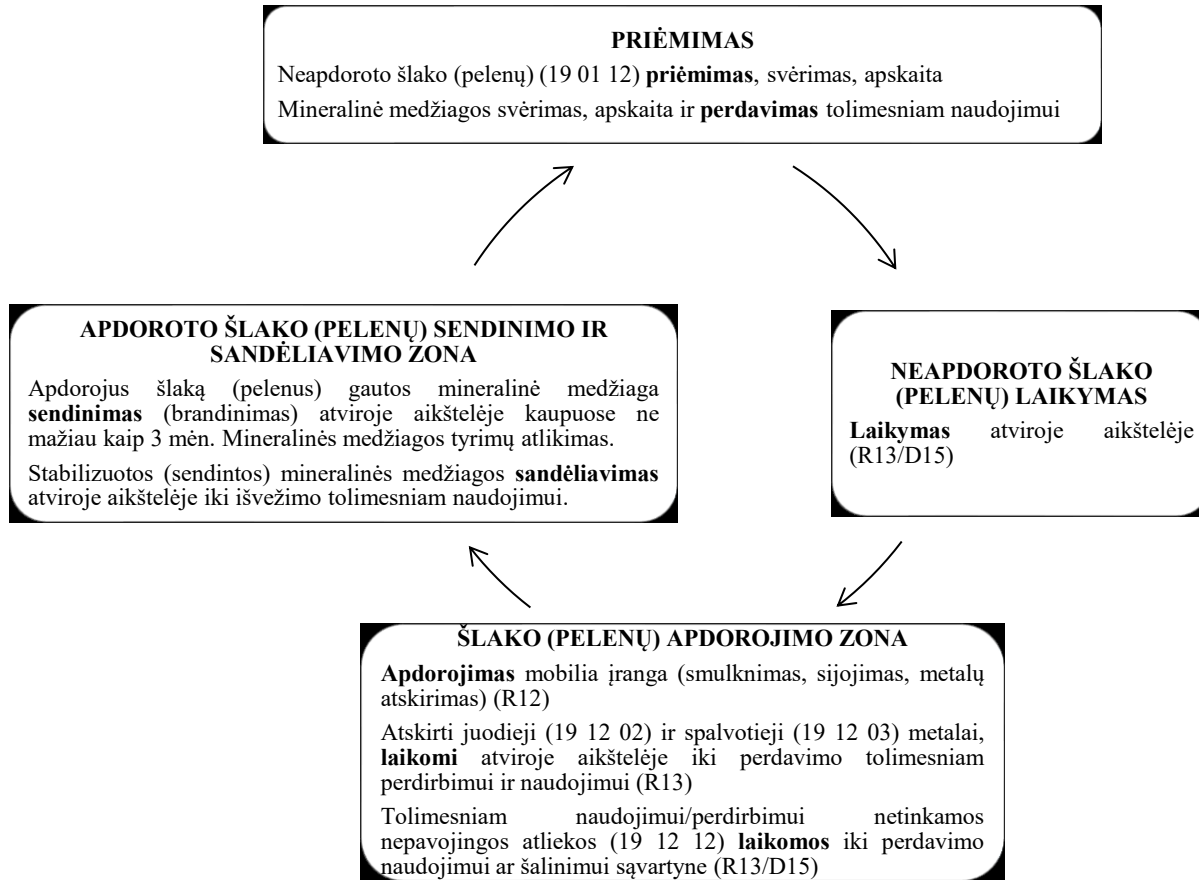 PRIĖMIMAS
Neapdoroto šlako (pelenų) (19 01 12) priėmimas, svėrimas, apskaita
Mineralinė medžiagos svėrimas, apskaita ir perdavimas tolimesniam naudojimui
APDOROTO ŠLAKO (PELENŲ) SENDINIMO IR
SANDĖLIAVIMO ZONA
Apdorojus šlaką (pelenus) gautos mineralinė medžiaga
sendinimas (brandinimas) atviroje aikštelėje kaupuose ne
mažiau kaip 3 mėn. Mineralinės medžiagos tyrimų atlikimas.
Stabilizuotos (sendintos) mineralinės medžiagos sandėliavimas
atviroje aikštelėje iki išvežimo tolimesniam naudojimui.
NEAPDOROTO ŠLAKO
(PELENŲ) LAIKYMAS
Laikymas atviroje aikštelėje
(R13/D15)
ŠLAKO (PELENŲ) APDOROJIMO ZONA
Apdorojimas mobilia įranga (smulknimas, sijojimas, metalų
atskirimas) (R12)
Atskirti juodieji (19 12 02) ir spalvotieji (19 12 03) metalai,
laikomi atviroje aikštelėje iki perdavimo tolimesniam
perdirbimui ir naudojimui (R13)
Tolimesniam naudojimui/perdirbimui netinkamos
nepavojingos atliekos (19 12 12) laikomos iki perdavimo
naudojimui ar šalinimui sąvartyne (R13/D15)